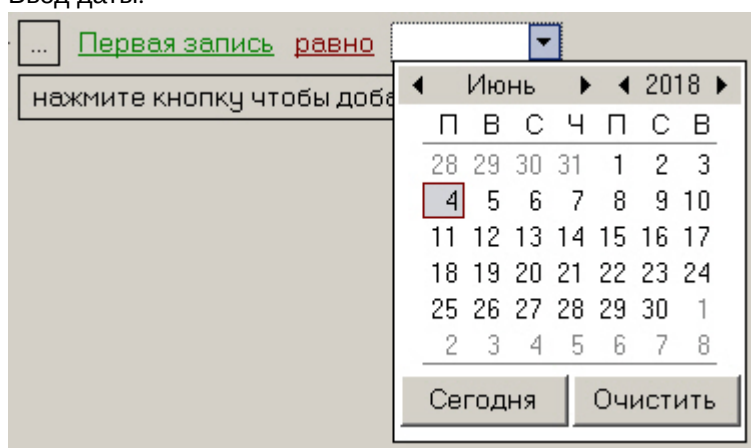 ... Первая запись равно
нажмите кнопку чтобы доба
Июнь 2018
П В С Ч П С В
28 29 30 31 1 2 3
4 5 6 7 8 9 10
11 12 13 14 15 16 17
18 19 20 21 22 23 24
25 26 27 28 29 30 1
2 3 4 5 6 7 8
Сегодня Очистить